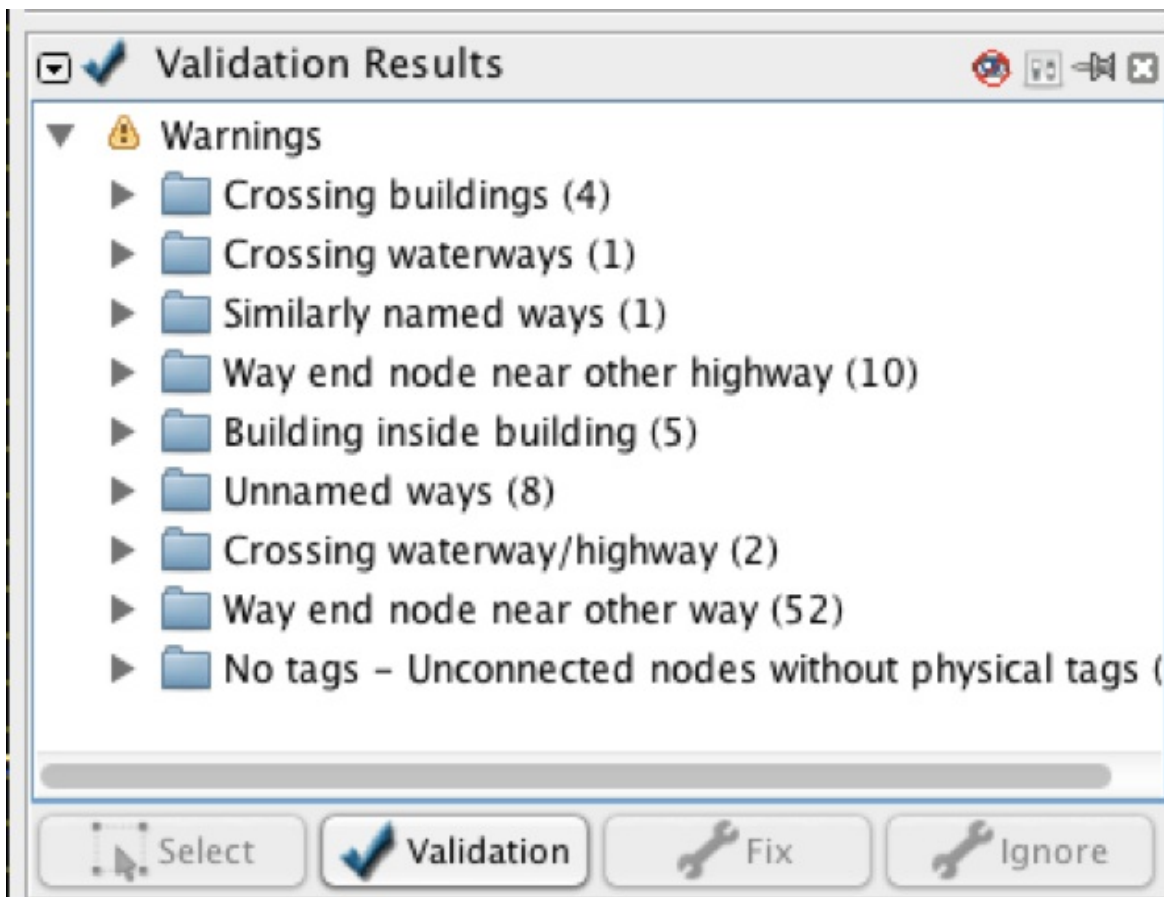 Validation Results
Warnings
Crossing buildings (4)
Crossing waterways (1)
Similarly named ways (1)
Way end node near other highway (10)
Building inside building (5)
Unnamed ways (8)
Crossing waterway/highway (2)
Way end node near other way (52)
No tags – Unconnected nodes without physical tags (
Select Validation Fix Ignore